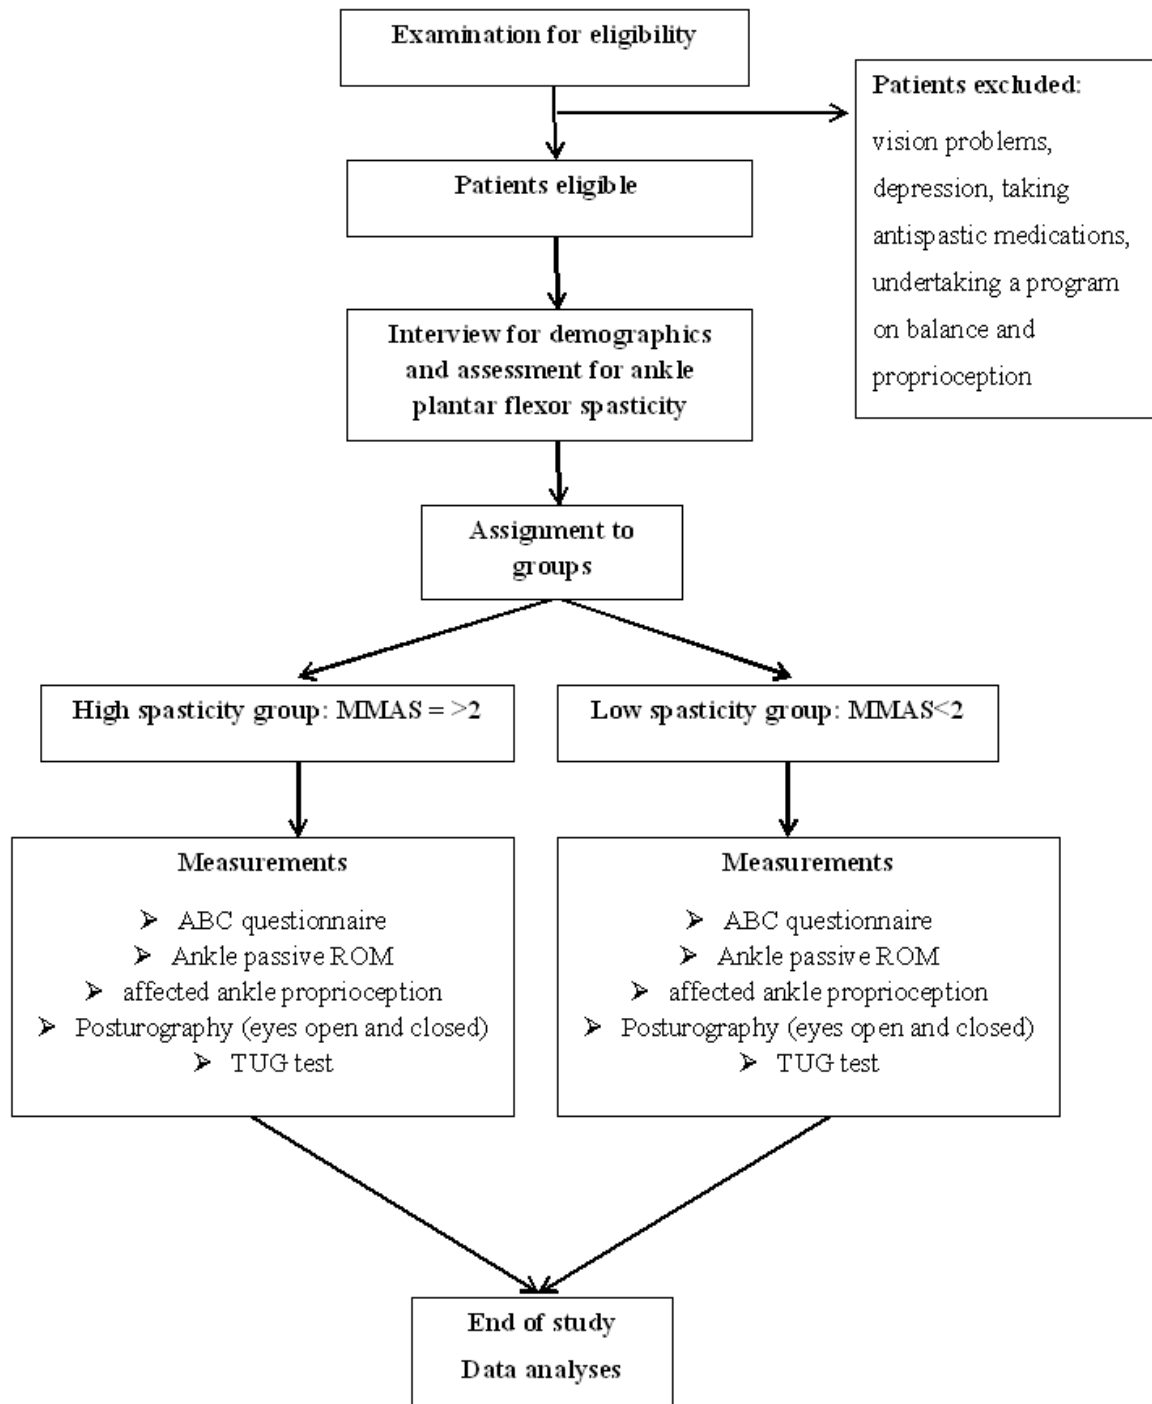 Examination for eligibility
Patients excluded:
vision problems,
depression, taking
antispastic medications,
undertaking a program
on balance and
proprioception
Patients eligible
Interview for demographics
and assessment for ankle
plantar flexor spasticity
Assignment to
groups
High spasticity group: MMAS = >2
Low spasticity group: MMAS<2
Measurements
➢ ABC questionnaire
➢ Ankle passive ROM
➢ affected ankle proprioception
➢ Posturography (eyes open and closed)
➢ TUG test
Measurements
➢ ABC questionnaire
➢ Ankle passive ROM
➢ affected ankle proprioception
➢ Posturography (eyes open and closed)
➢ TUG test
End of study
Data analyses